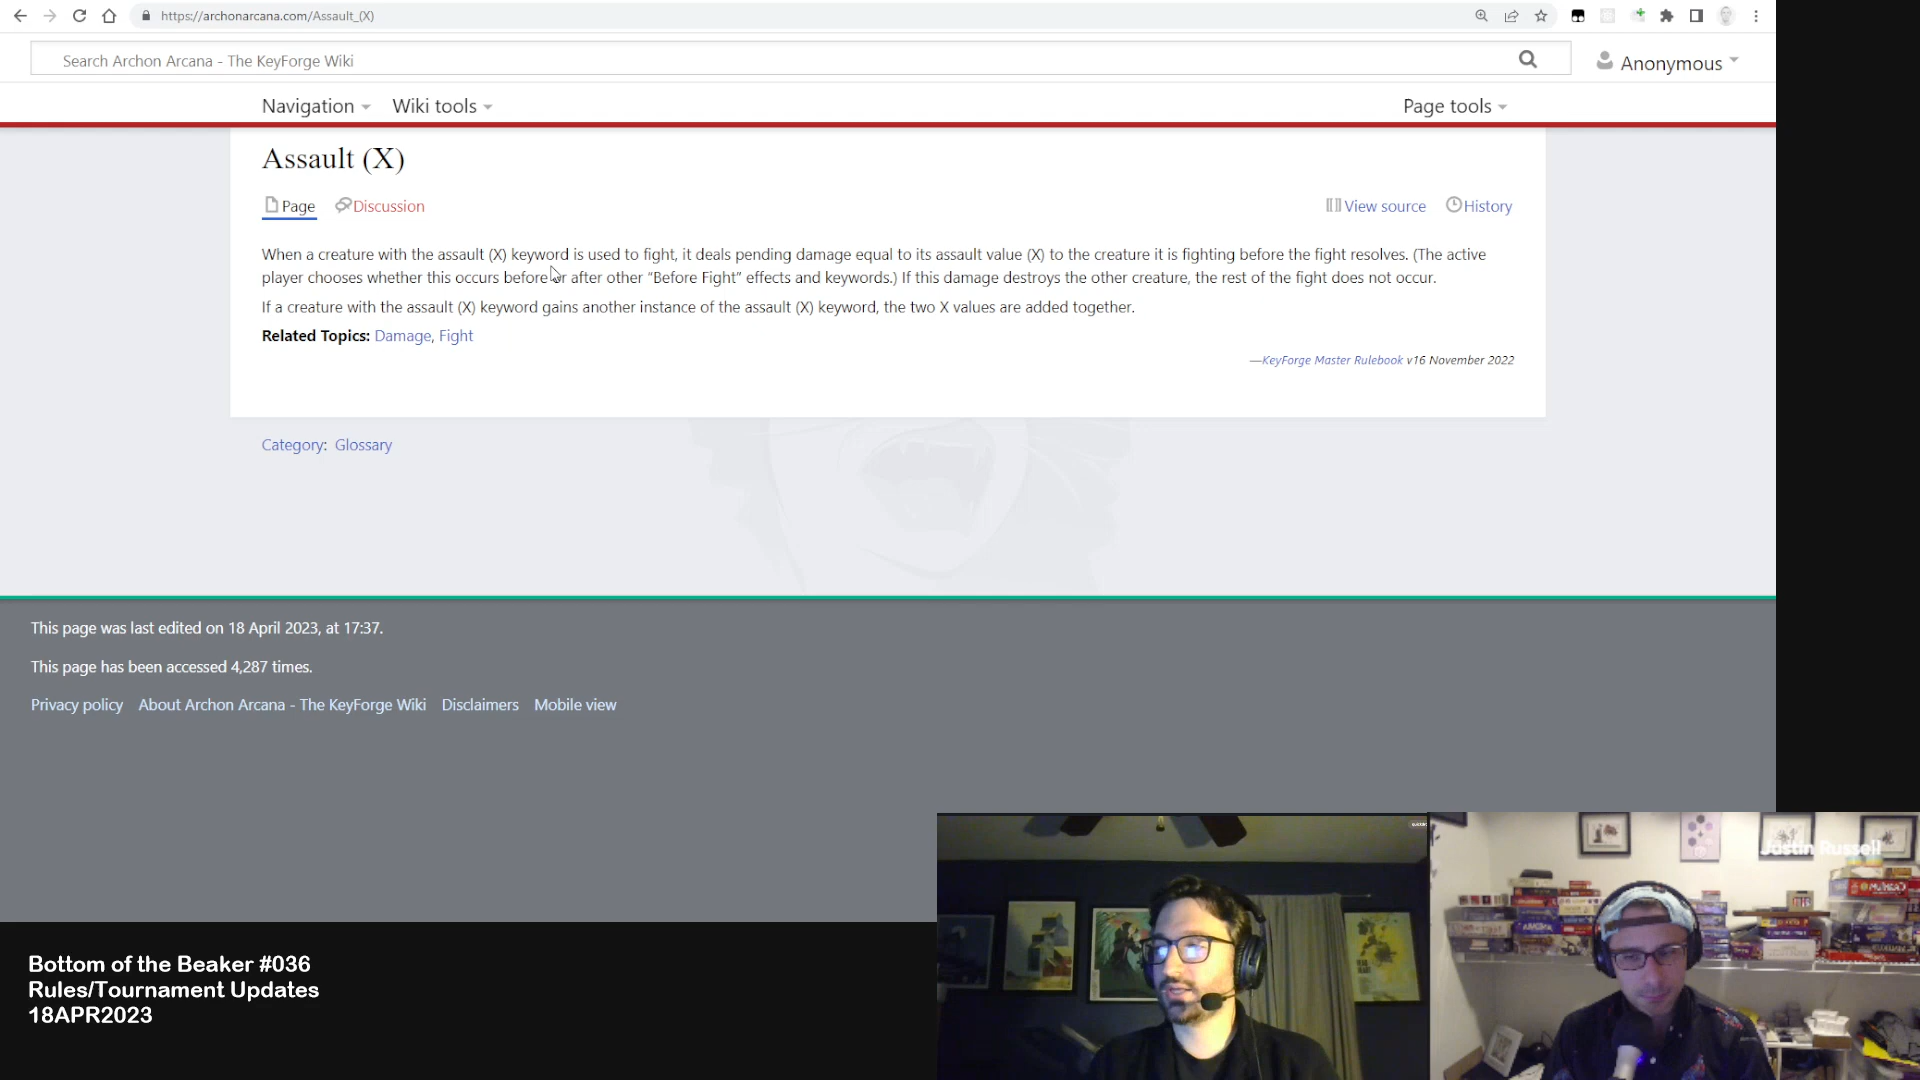 https://archonarcana.com/Assault_(X)
Search Archon Arcana - The KeyForge Wiki
Anonymous
Navigation Wiki tools Page tools
Assault (X)
Page Discussion View source History
When a creature with the assault (X) keyword is used to fight, it deals pending damage equal to its assault value (X) to the creature it is fighting before the fight resolves. (The active
player chooses whether this occurs before or after other “Before Fight” effects and keywords.) If this damage destroys the other creature, the rest of the fight does not occur.
If a creature with the assault (X) keyword gains another instance of the assault (X) keyword, the two X values are added together.
Related Topics: Damage, Fight
—KeyForge Master Rulebook v16 November 2022
Category: Glossary
This page was last edited on 18 April 2023, at 17:37.
This page has been accessed 4,287 times.
Privacy policy About Archon Arcana - The KeyForge Wiki Disclaimers Mobile view
Justin Russell
Bottom of the Beaker #036
Rules/Tournament Updates
18APR2023